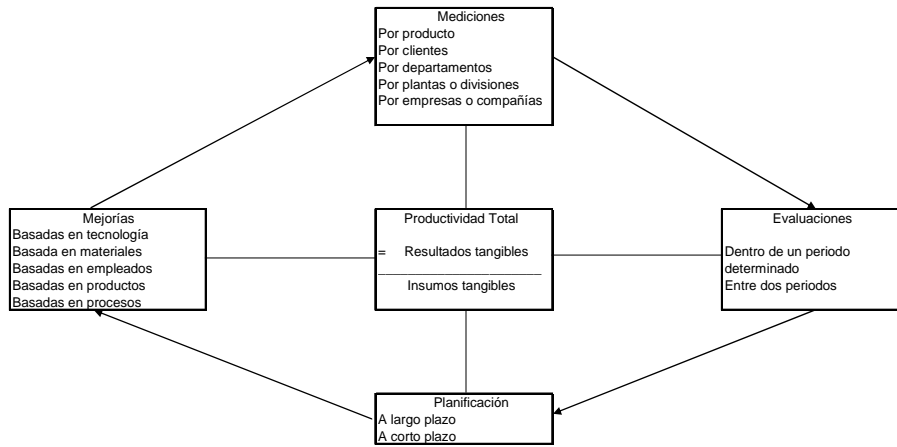 Mediciones
Por producto
Por clientes
Por departamentos
Por plantas o divisiones
Por empresas o compañías
Mejorías
Basadas en tecnología
Basada en materiales
Basadas en empleados
Basadas en productos
Basadas en procesos
Productividad Total
= Resultados tangibles
Insumos tangibles
Evaluaciones
Dentro de un periodo
determinado
Entre dos periodos
Planificación
A largo plazo
A corto plazo